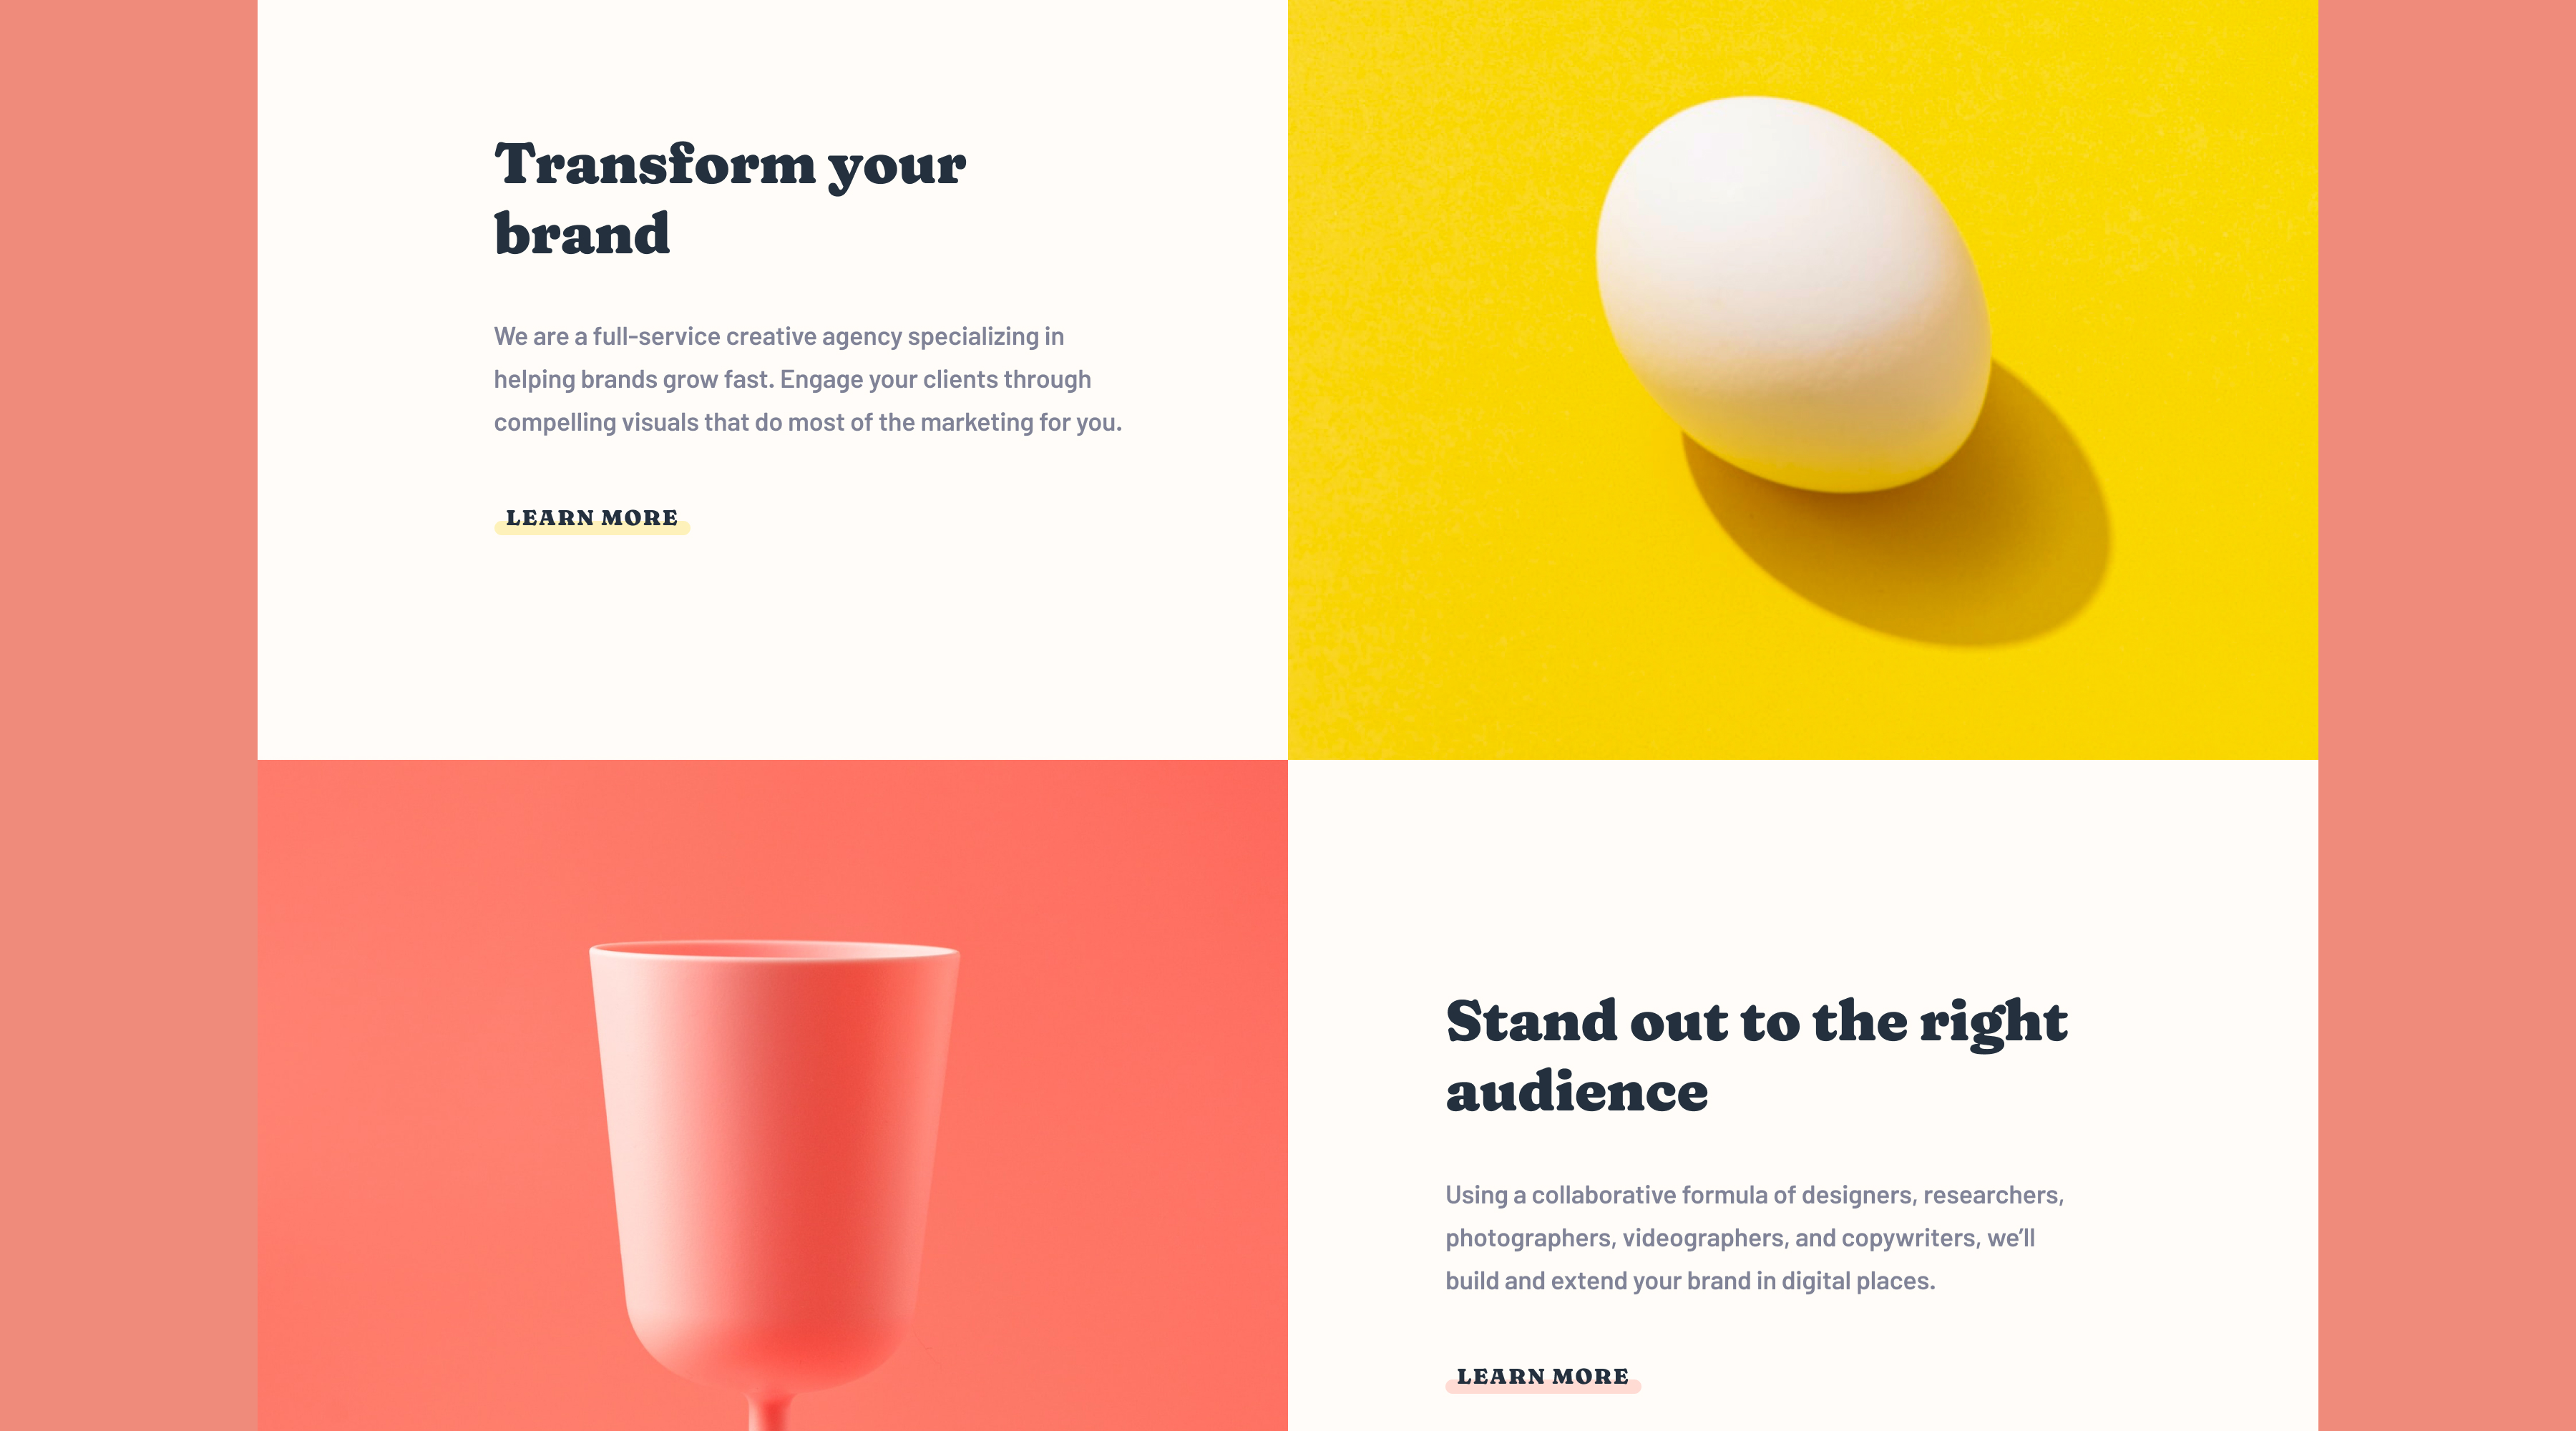 Transform your
brand
We are a full-service creative agency specializing in
helping brands grow fast. Engage your clients through
compelling visuals that do most of the marketing for you.
LEARN MORE
Stand out to the right
audience
Using a collaborative formula of designers, researchers,
photographers, videographers, and copywriters, we’ll
build and extend your brand in digital places.
LEARN MORE